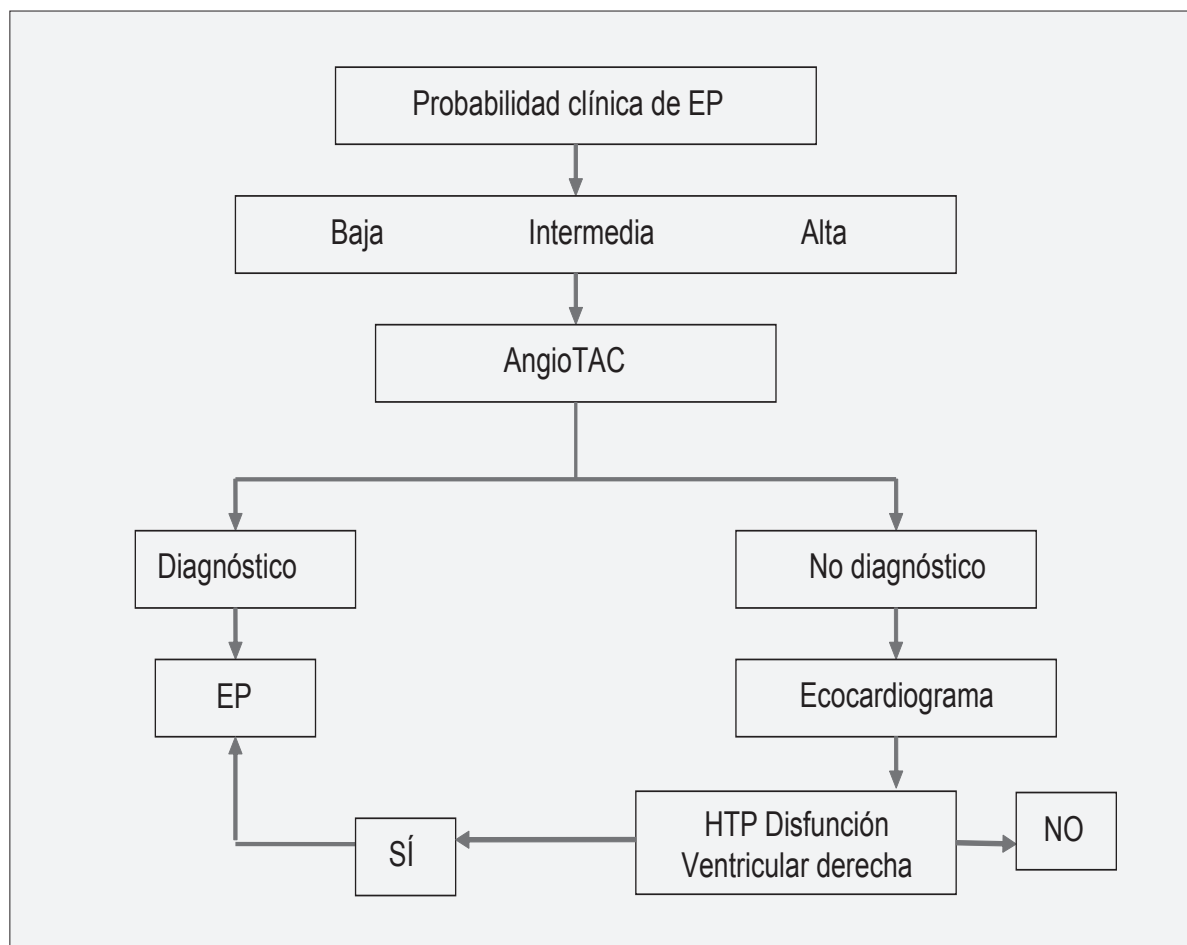 Probabilidad clínica de EP
Baja Intermedia Alta
AngioTAC
Diagnóstico
No diagnóstico
EP
Ecocardiograma
HTP Disfunción
Ventricular derecha
SÍ
NO